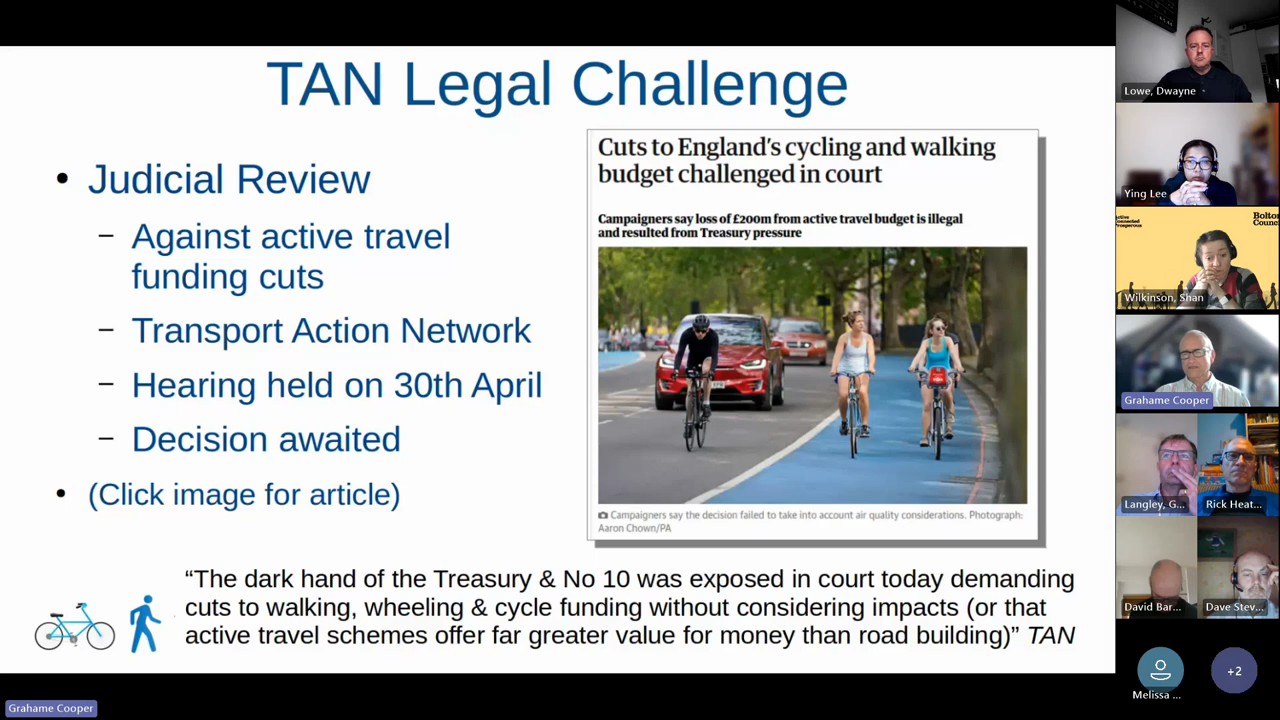 TAN Legal Challenge
Judicial Review
Against active travel
funding cuts
Transport Action Network
Hearing held on 30th April
Decision awaited
(Click image for article)
Cuts to England's cycling and walking
budget challenged in court
Campaigners say loss of £200m from active travel budget is illegal
and resulted from Treasury pressure
Campaigners say the decision failed to take into account air quality considerations. Photograph:
Aaron Chown/PA
“The dark hand of the Treasury & No 10 was exposed in court today demanding
cuts to walking, wheeling & cycle funding without considering impacts (or that
active travel schemes offer far greater value for money than road building)” TAN
Grahame Cooper
Lowe, Dwayne
Ying Lee
Bolton
Council
Connected
Prosperous
Wilkinson, Shan
Grahame Cooper
Langley, G...
Rick Heat...
David Bar...
Dave Stev...
Melissa ...
+2